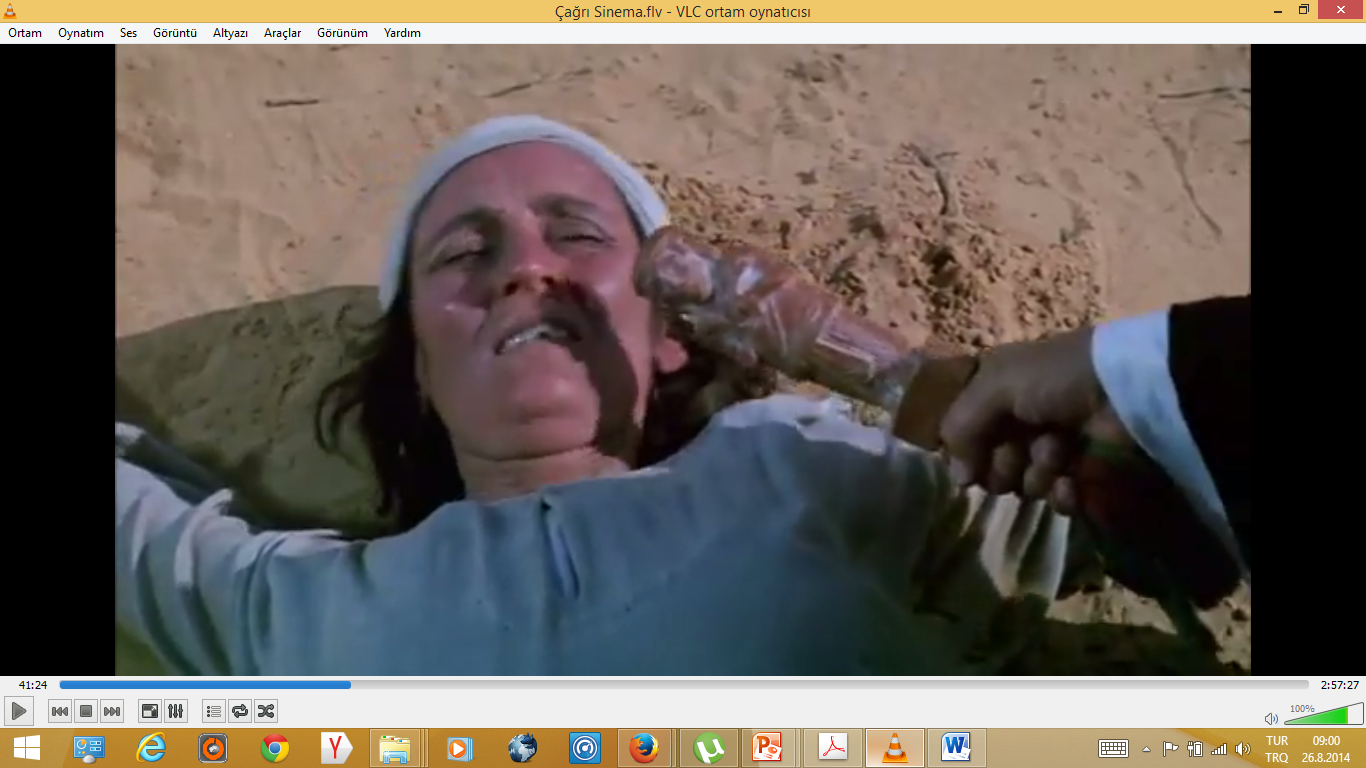 Çağrı Sinema.flv - VLC ortam oynatıcısı
Ortam Oynatım Ses Görüntü Altyazı Araçlar Görünüm Yardım
41:24 2:57:27
100%
TUR 09:00
TRQ 26.8.2014